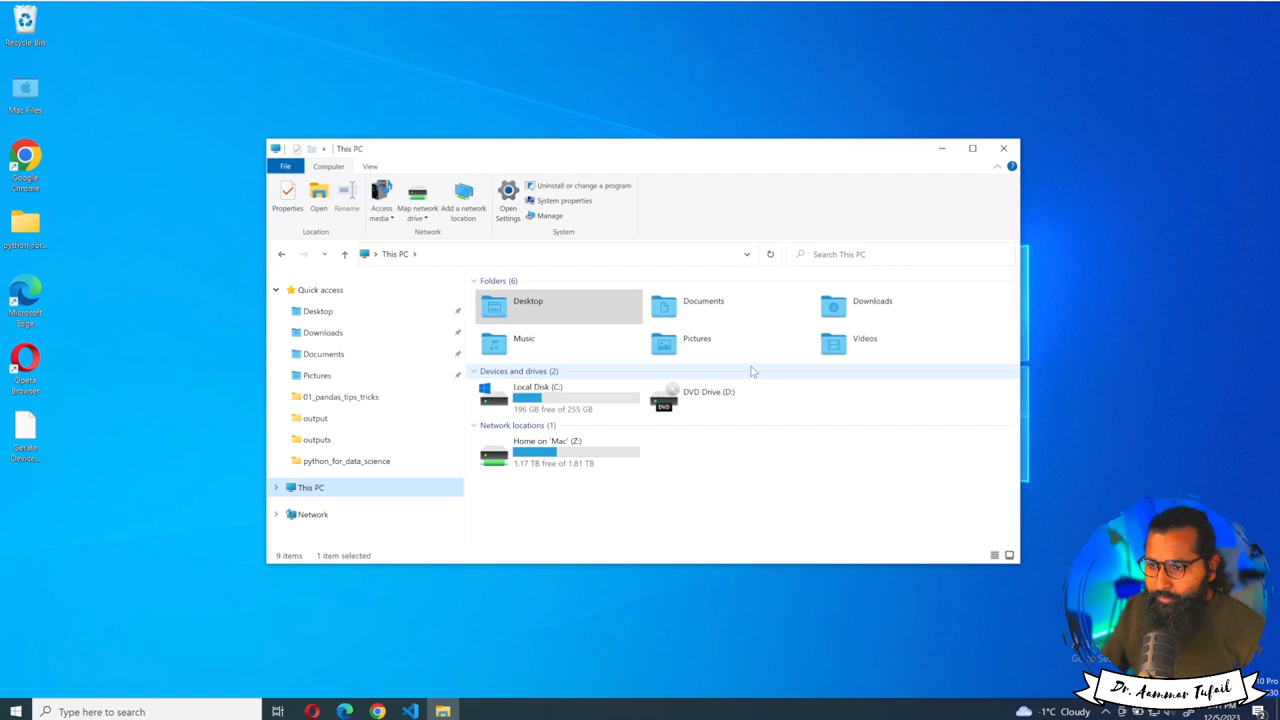 Recycle Bin
Mac Files
Google
Chrome
python_for...
Microsoft
Edge
Opera
Browser
Device...
This PC
File
Computer
View
Properties
Open
Rename
Access
media
Map network
drive
Add a network
location
Open
Settings
Uninstall or change a program
System properties
Manage
Location
Network
System
This PC
Search This PC
Quick access
Desktop
Downloads
Documents
Pictures
01_pandas_tips_tricks
output
outputs
python_for_data_science
This PC
Network
Folders (6)
Desktop
Documents
Downloads
Music
Pictures
Videos
Devices and drives (2)
Local Disk (C:)
196 GB free of 255 GB
DVD Drive (D:)
DVD
Network locations (1)
Home on 'Mac' (Z:)
1.17 TB free of 1.81 TB
9 items
1 item selected
Dr. Aammar Tufail
Type here to search
-1°C Cloudy